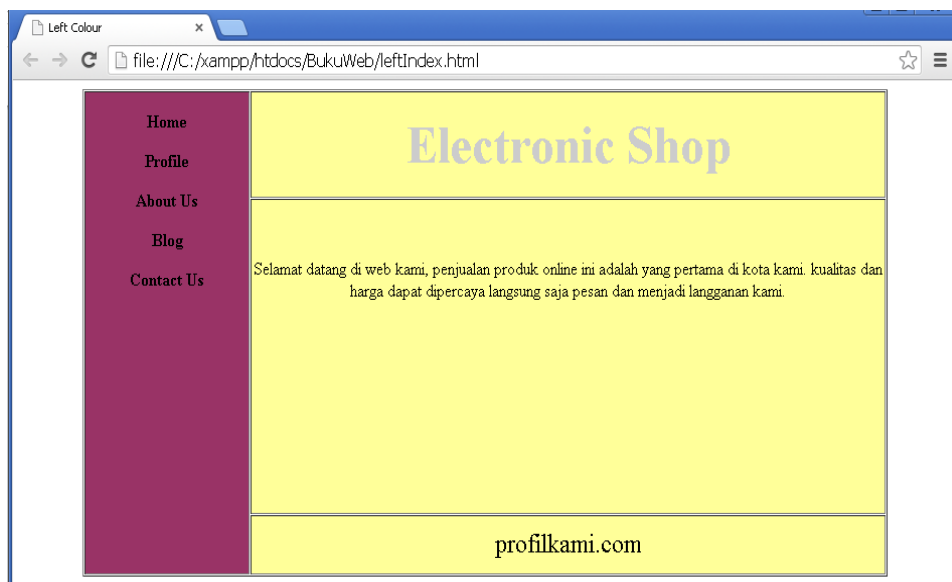 Left Colour
file:///C:/xampp/htdocs/BukuWeb/leftIndex.html
Home
Profile
About Us
Blog
Contact Us
Electronic Shop
Selamat datang di web kami, penjualan produk online ini adalah yang pertama di kota kami. kualitas dan
harga dapat dipercaya langsung saja pesan dan menjadi langganan kami.
profilkami.com